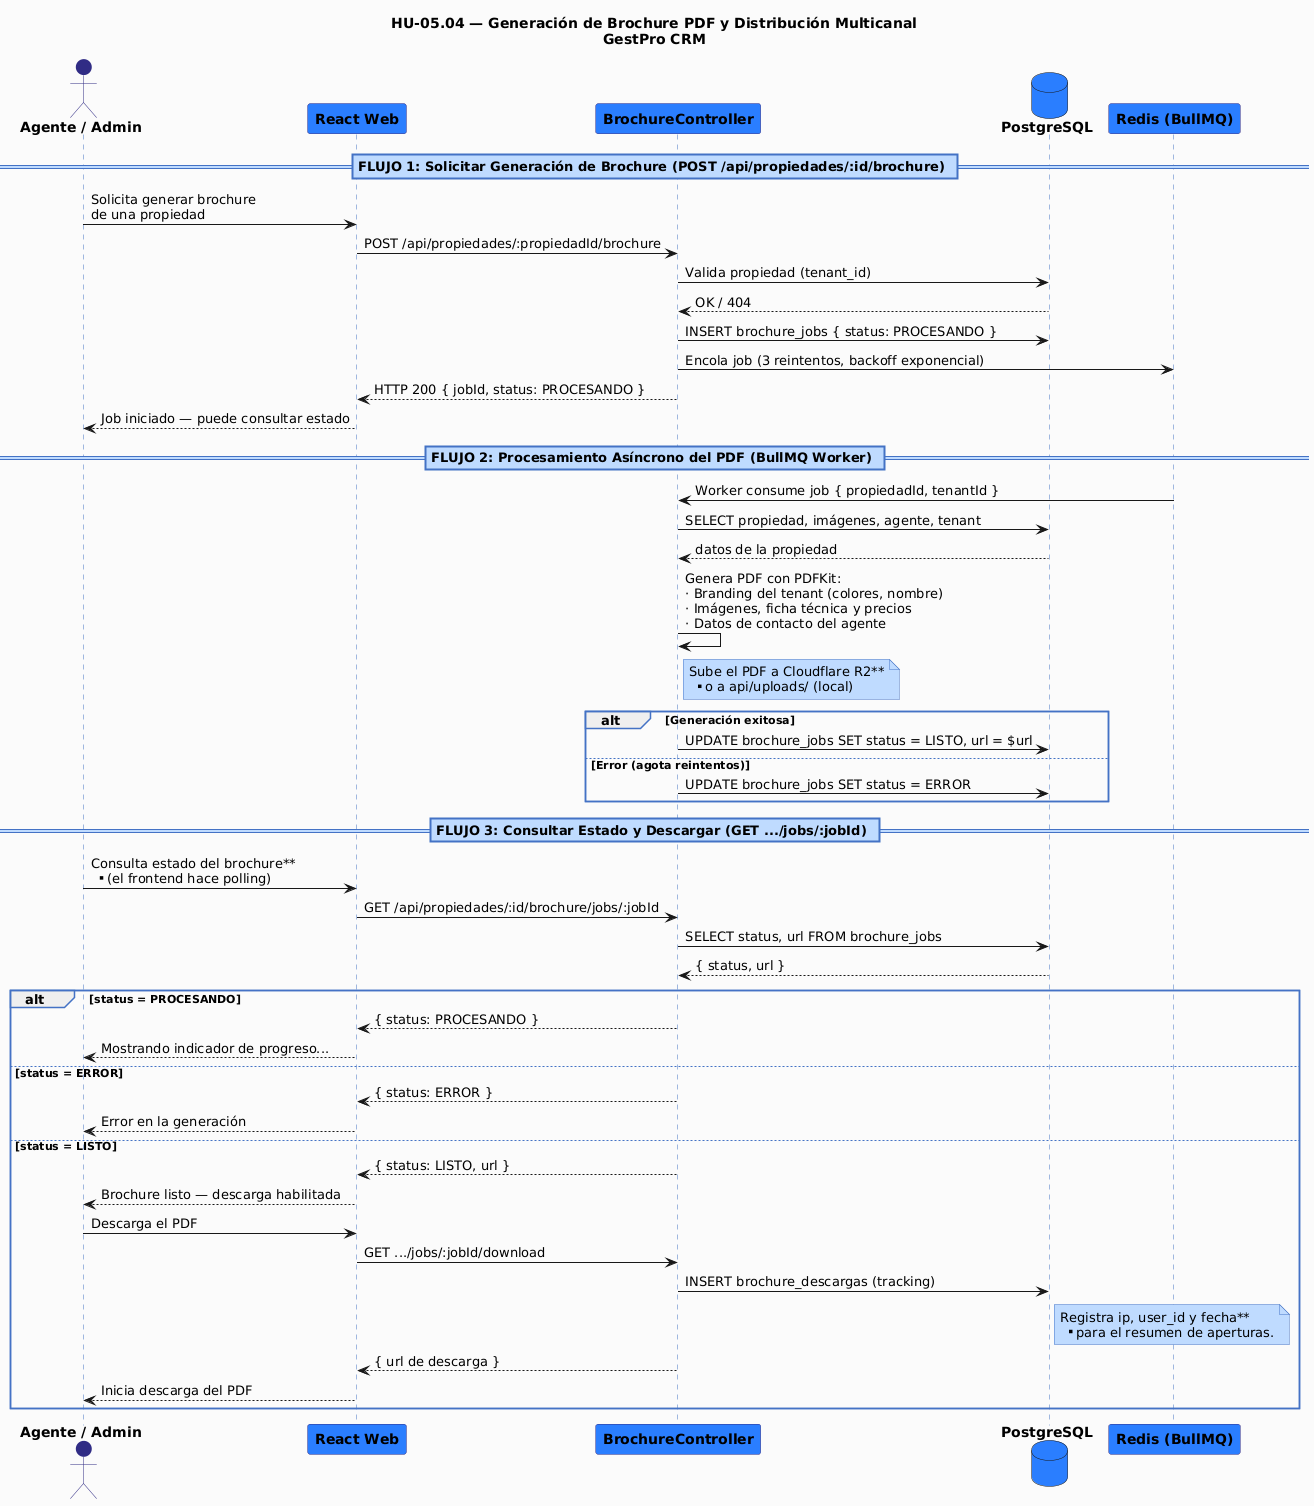 HU-05.04 — Generación de Brochure PDF y Distribución Multicanal
GestPro CRM
Agente / Admin
React Web
BrochureController
PostgreSQL
Redis (BullMQ)
FLUJO 1: Solicitar Generación de Brochure (POST /api/propiedades/:id/brochure)
Solicita generar brochure
de una propiedad
POST /api/propiedades/:propiedadId/brochure
Valida propiedad (tenant_id)
OK / 404
INSERT brochure_jobs { status: PROCESANDO }
Encola job (3 reintentos, backoff exponencial)
HTTP 200 { jobId, status: PROCESANDO }
Job iniciado — puede consultar estado
FLUJO 2: Procesamiento Asíncrono del PDF (BullMQ Worker)
Worker consume job { propiedadId, tenantId }
SELECT propiedad, imágenes, agente, tenant
datos de la propiedad
Genera PDF con PDFKit:
· Branding del tenant (colores, nombre)
· Imágenes, ficha técnica y precios
· Datos de contacto del agente
Sube el PDF a Cloudflare R2**
▪ o a api/uploads/ (local)
alt [Generación exitosa]
UPDATE brochure_jobs SET status = LISTO, url = $url
[Error (agota reintentos)]
UPDATE brochure_jobs SET status = ERROR
FLUJO 3: Consultar Estado y Descargar (GET .../jobs/:jobId)
Consulta estado del brochure**
▪ (el frontend hace polling)
GET /api/propiedades/:id/brochure/jobs/:jobId
SELECT status, url FROM brochure_jobs
{ status, url }
alt [status = PROCESANDO]
{ status: PROCESANDO }
Mostrando indicador de progreso...
[status = ERROR]
{ status: ERROR }
Error en la generación
[status = LISTO]
{ status: LISTO, url }
Brochure listo — descarga habilitada
Descarga el PDF
GET .../jobs/:jobId/download
INSERT brochure_descargas (tracking)
Registra ip, user_id y fecha**
▪ para el resumen de aperturas.
{ url de descarga }
Inicia descarga del PDF
Agente / Admin
React Web
BrochureController
PostgreSQL
Redis (BullMQ)